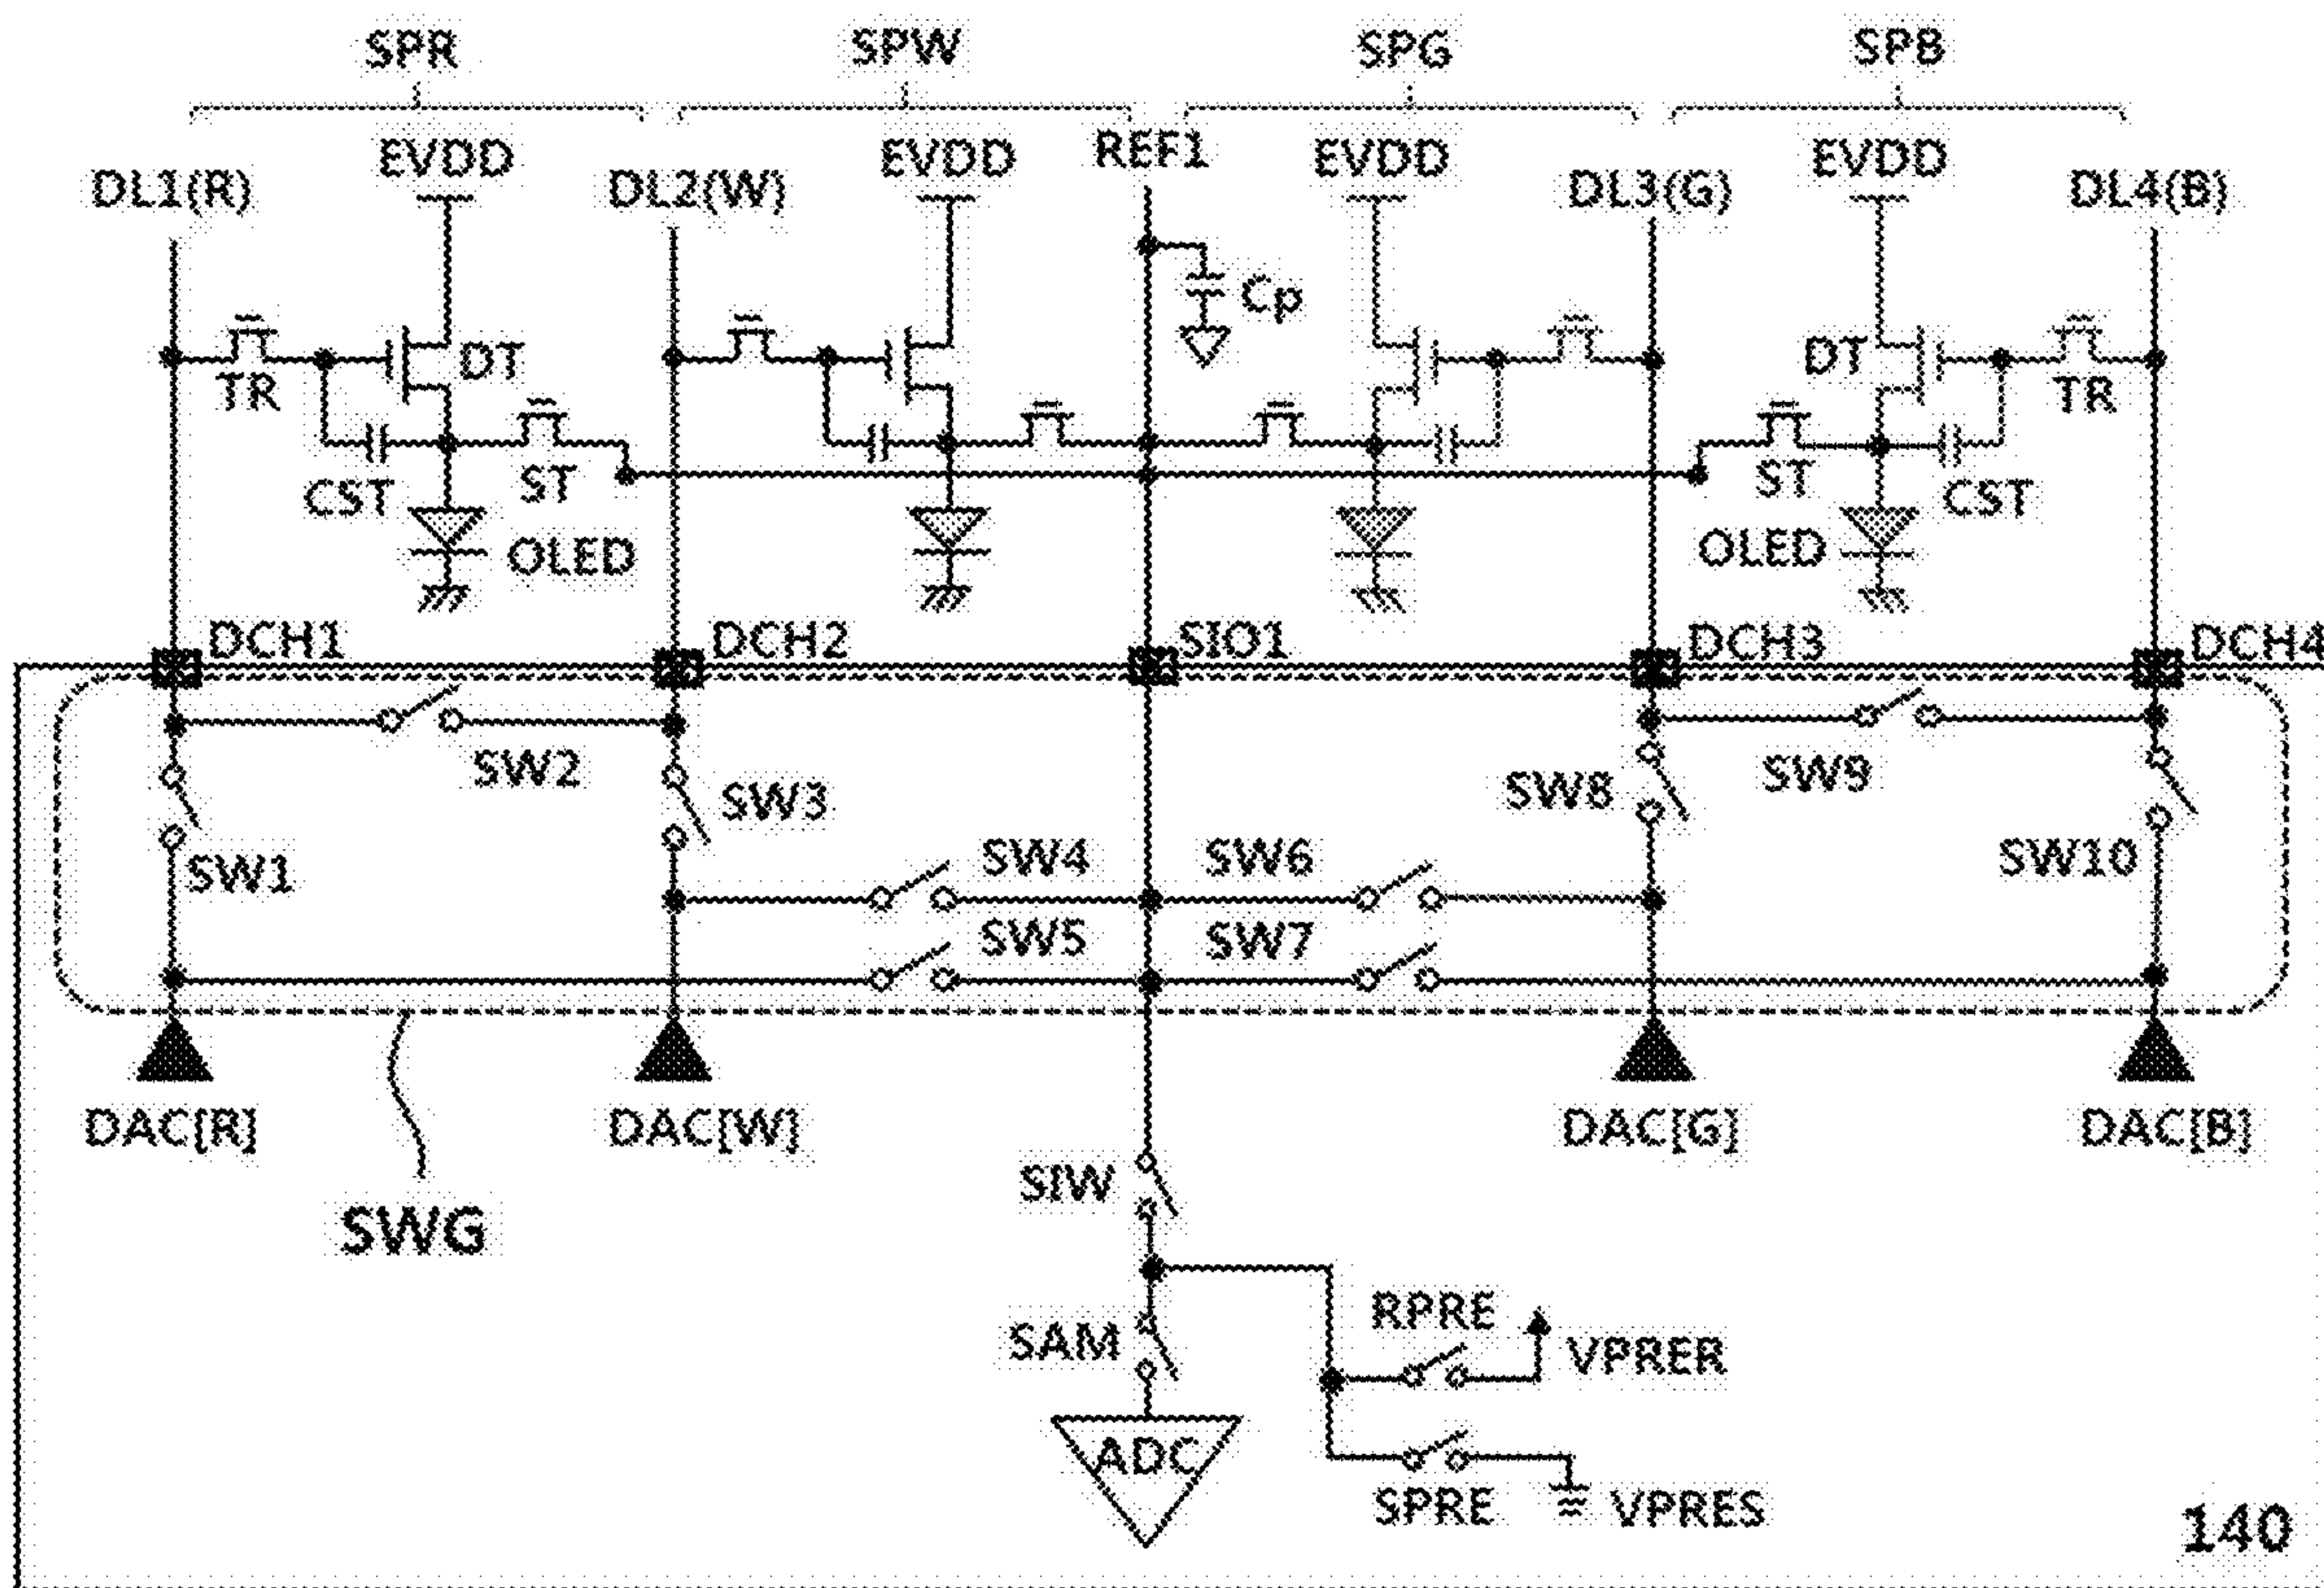 SPR SPW SPG SPB
EVDD EVDD REF1 EVDD EVDD
DL1(R) DL2(W) DL3(G) DL4(B)
Cp
TR DT DT TR
CST ST ST CST
OLED OLED
DCH1 DCH2 SIO1 DCH3 DCH4
SW2 SW3 SW8 SW9
SW1 SW4 SW6 SW10
SW5 SW7
DAC[R] DAC[W] DAC[G] DAC[B]
SIW
SWG
RPRE
SAM VPRER
ADC
SPRE VPRES
140